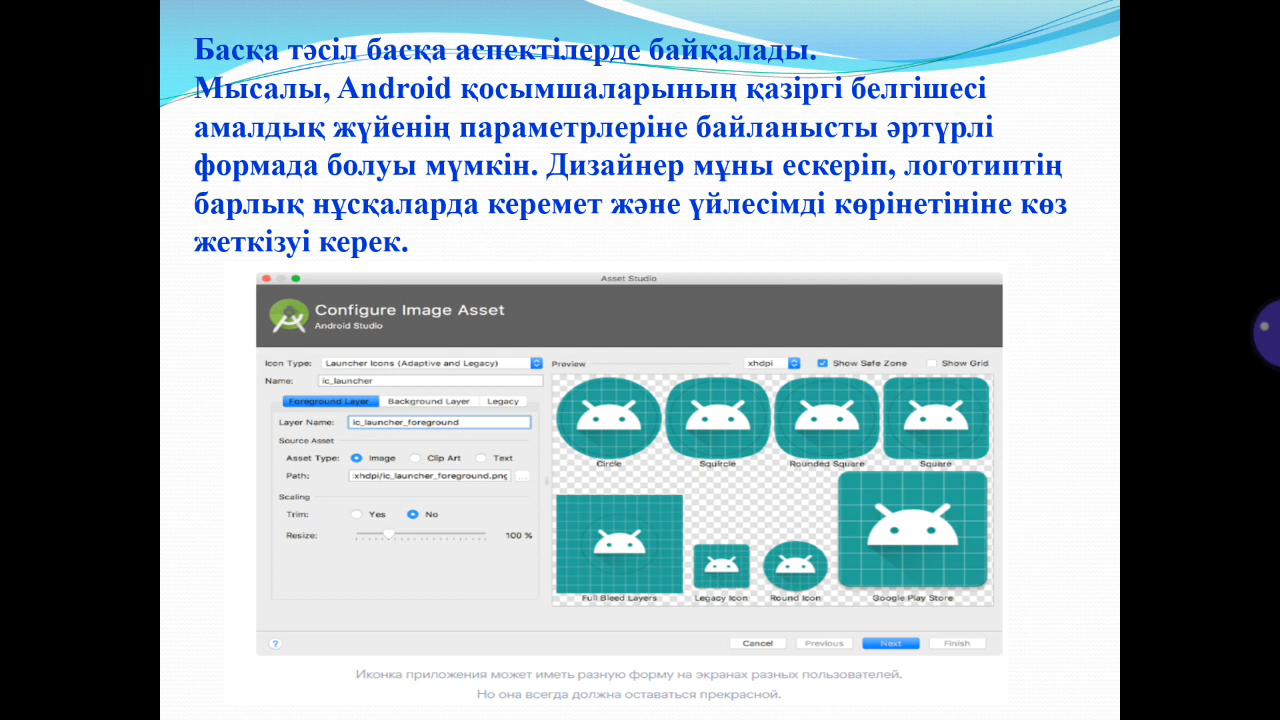 Басқа тәсіл басқа аспектілерде байқалады.
Мысалы, Android қосымшаларының қазіргі белгішесі
амалдық жүйенің параметрлеріне байланысты әртүрлі
формада болуы мүмкін. Дизайнер мұны ескеріп, логотиптің
барлық нұсқаларда керемет және үйлесімді көрінетініне көз
жеткізуі керек.
Asset Studio
Configure Image Asset
Android Studio
Icon Type: Launcher Icons (Adaptive and Legacy)
Name: ic_launcher
Foreground Layer Background Layer Legacy
Layer Name: ic_launcher_foreground
Source Asset
Asset Type: Image Clip Art Text
Path: :xhdpi/ic_launcher_foreground.png ...
Scaling
Trim: Yes No
Resize: 100 %
Preview xhdpi Show Safe Zone Show Grid
Circle Squircle Rounded Square Square
Full Bleed Layers Legacy Icon Round Icon Google Play Store
? Cancel Previous Next Finish
Иконка приложения может иметь разную форму на экранах разных пользователей.
Но она всегда должна оставаться прекрасной.